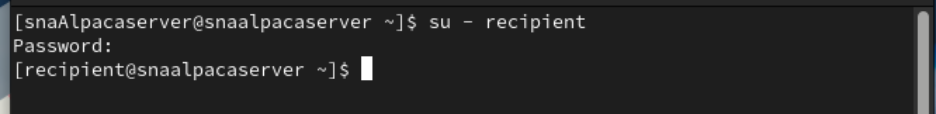 [snaAlpacaserver@snaalpacaserver ~]$ su - recipient
Password:
[recipient@snaalpacaserver ~]$